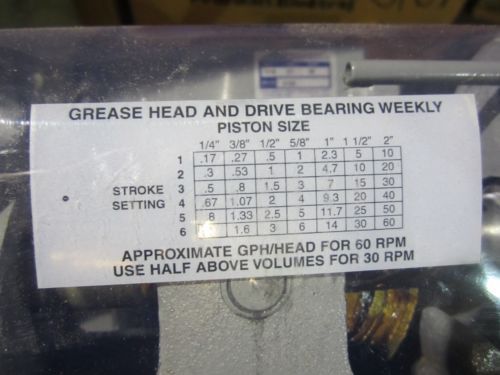 GREASE HEAD AND DRIVE BEARING WEEKLY
PISTON SIZE
1/4" 3/8" 1/2" 5/8" 1" 1 1/2" 2"
1 .17 .27 .5 1 2.3 5 10
2 .3 .53 1 2 4.7 10 20
STROKE SETTING
3 .5 .8 1.5 3 7 15 30
4 .67 1.07 2 4 9.3 20 40
5 8 1.33 2.5 5 11.7 25 50
6 1.6 3 6 14 30 60
APPROXIMATE GPH/HEAD FOR 60 RPM
USE HALF ABOVE VOLUMES FOR 30 RPM